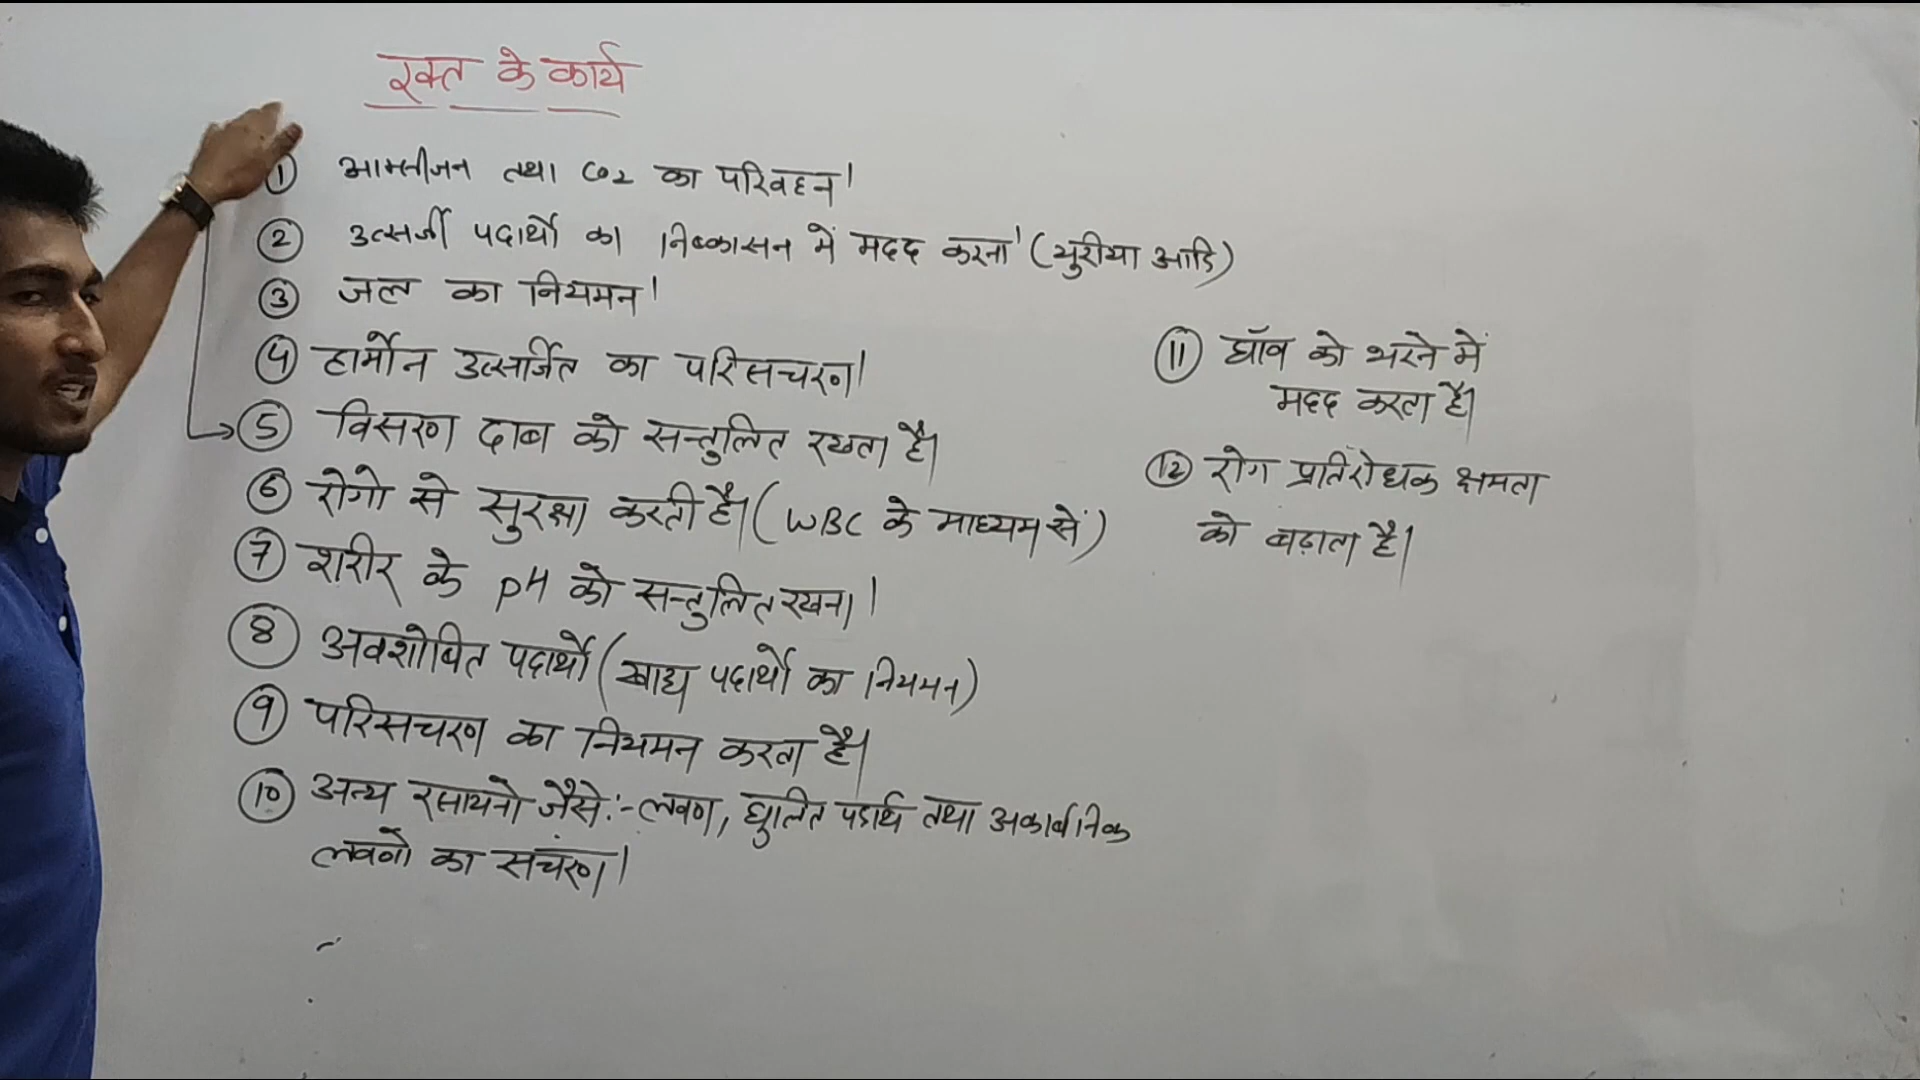 रक्त के कार्य
① आक्सीजन तथा CO2 का परिवहन।
② उत्सर्जी पदार्थो का निष्कासन में मदद करना। (युरीया आदि)
③ जल का नियमन।
④ हार्मोन उत्सर्जित का परिसचरण।
⑤ विसरण दाब को सन्तुलित रखता है।
⑥ रोगो से सुरक्षा करती है। (WBC के माध्यम से)
⑦ शरीर के PH को सन्तुलित रखना।
⑧ अवशोषित पदार्थो (खाद्य पदार्थो का नियमन)
⑨ परिसचरण का नियमन करता है।
⑩ अन्य रसायनो जैसे:- लवण, घुलित पदार्थ तथा अकार्बनिक
लवणो का सचंरण।
⑪ घॉव को भरने में
मदद करता है।
⑫ रोग प्रतिरोधक क्षमता
को बढ़ाता है।